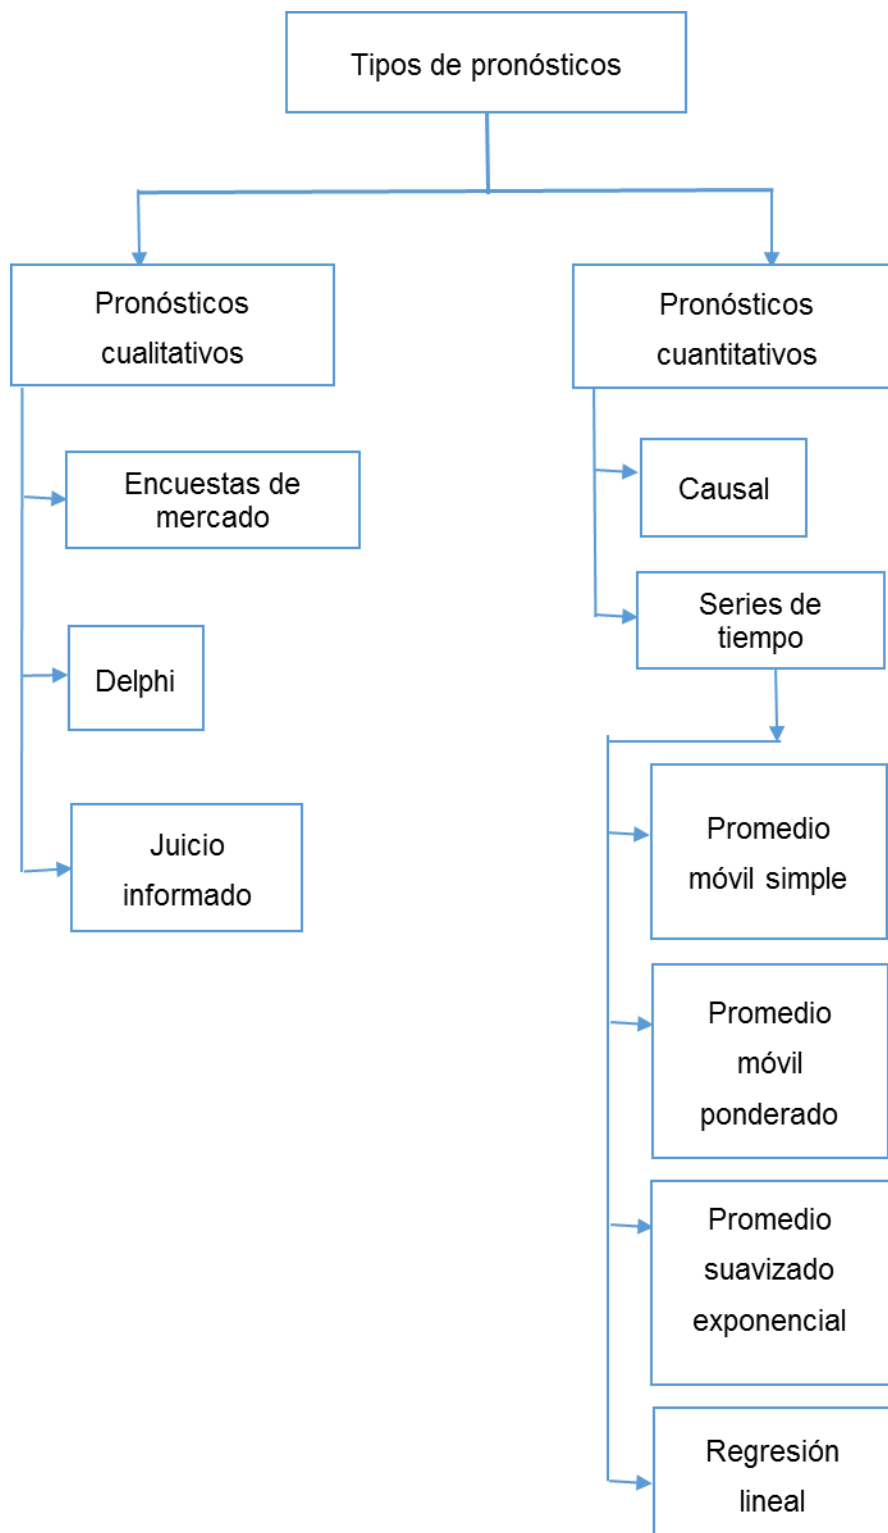 Tipos de pronósticos
Pronósticos
cualitativos
Encuestas de
mercado
Delphi
Juicio
informado
Pronósticos
cuantitativos
Causal
Series de
tiempo
Promedio
móvil simple
Promedio
móvil
ponderado
Promedio
suavizado
exponencial
Regresión
lineal